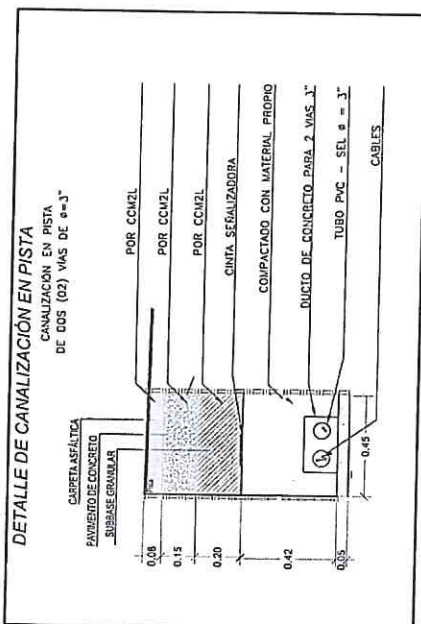 DETALLE DE CANALIZACIÓN EN PISTA
CANALIZACIÓN EN PISTA
DE DOS (02) VIAS DE ø=3"
CARPETA ASFÁLTICA
PAVIMENTO DE CONCRETO
SUBBASE GRANULAR
POR CCM2L
POR CCM2L
POR CCM2L
CINTA SEÑALIZADORA
COMPACTADO CON MATERIAL PROPIO
DUCTO DE CONCRETO PARA 2 VIAS 3"
TUBO PVC - SEL ø = 3"
CABLES
0.08
0.15
0.20
0.42
0.05
0.45